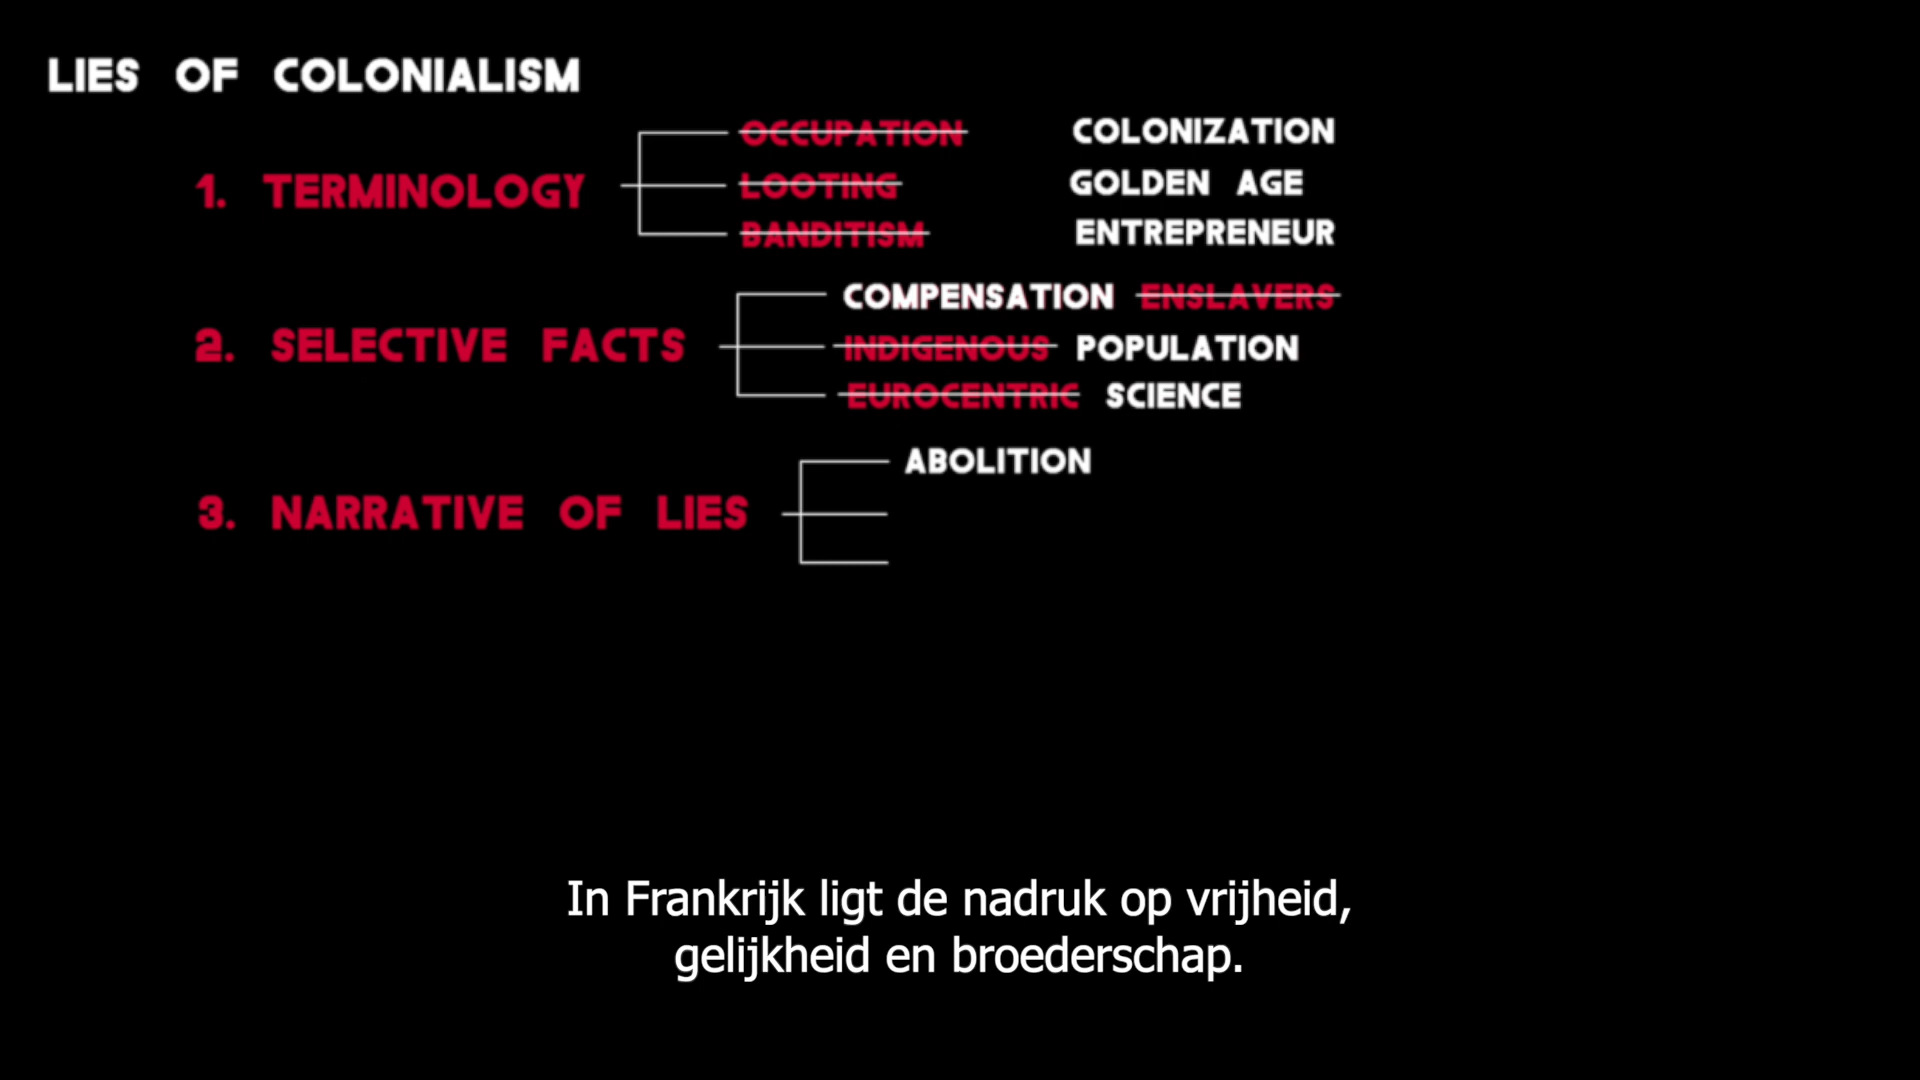 LIES OF COLONIALISM
1. TERMINOLOGY
OCCUPATION COLONIZATION
LOOTING GOLDEN AGE
BANDITISM ENTREPRENEUR
2. SELECTIVE FACTS
COMPENSATION ENSLAVERS
INDIGENOUS POPULATION
EUROCENTRIC SCIENCE
3. NARRATIVE OF LIES
ABOLITION
In Frankrijk ligt de nadruk op vrijheid,
gelijkheid en broederschap.